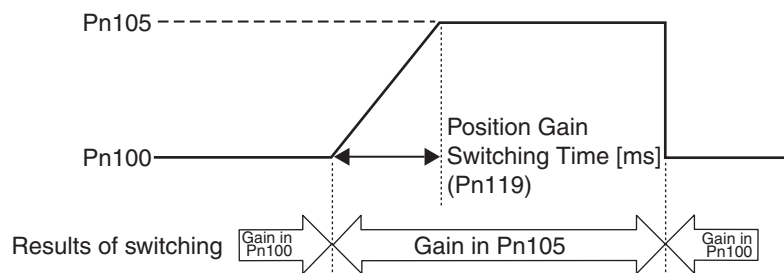 Pn105
Position Gain
Switching Time [ms]
(Pn119)
Pn100
Results of switching
Gain in
Pn100
Gain in Pn105
Gain in
Pn100